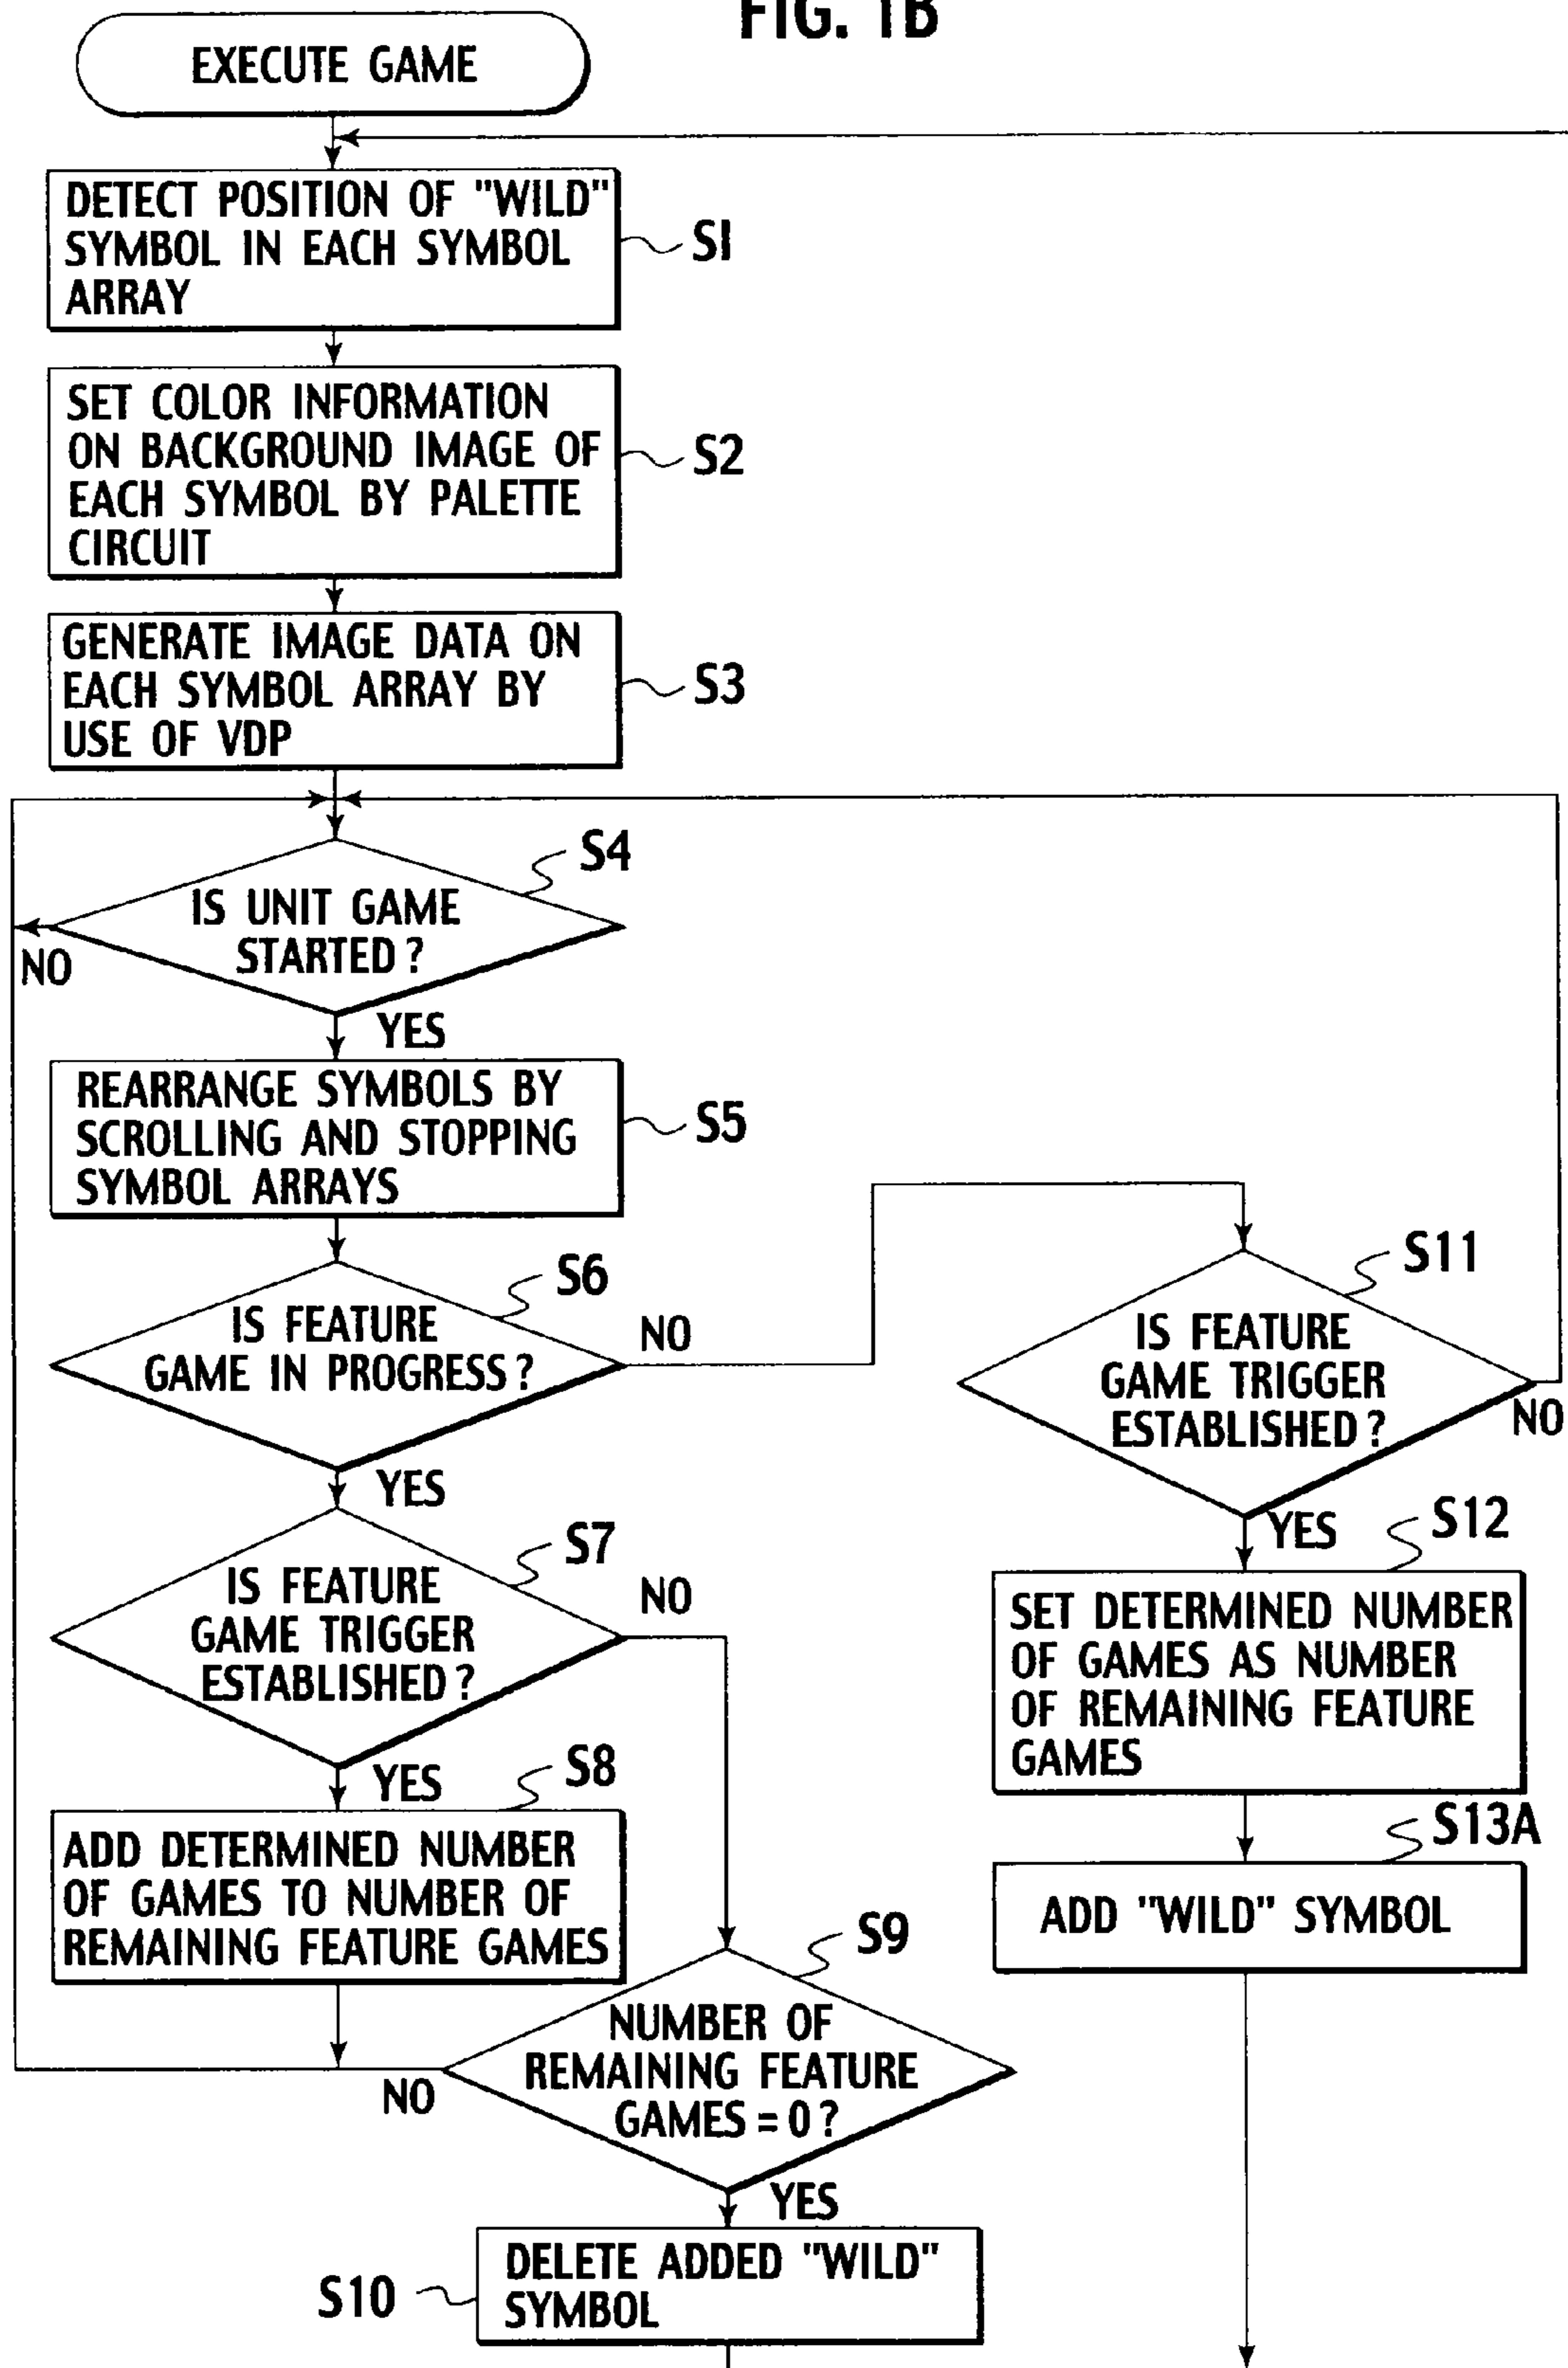 FIG. 1B
EXECUTE GAME
DETECT POSITION OF "WILD"
SYMBOL IN EACH SYMBOL
ARRAY
S1
SET COLOR INFORMATION
ON BACKGROUND IMAGE OF
EACH SYMBOL BY PALETTE
CIRCUIT
S2
GENERATE IMAGE DATA ON
EACH SYMBOL ARRAY BY
USE OF VDP
S3
S4
IS UNIT GAME
STARTED?
NO
YES
REARRANGE SYMBOLS BY
SCROLLING AND STOPPING
SYMBOL ARRAYS
S5
S6
IS FEATURE
GAME IN PROGRESS?
NO
YES
S7
IS FEATURE
GAME TRIGGER
ESTABLISHED?
NO
YES
S8
ADD DETERMINED NUMBER
OF GAMES TO NUMBER OF
REMAINING FEATURE GAMES
S9
NUMBER OF
REMAINING FEATURE
GAMES = 0?
NO
YES
DELETE ADDED "WILD"
SYMBOL
S10
S11
IS FEATURE
GAME TRIGGER
ESTABLISHED?
NO
YES
S12
SET DETERMINED NUMBER
OF GAMES AS NUMBER
OF REMAINING FEATURE
GAMES
S13A
ADD "WILD" SYMBOL